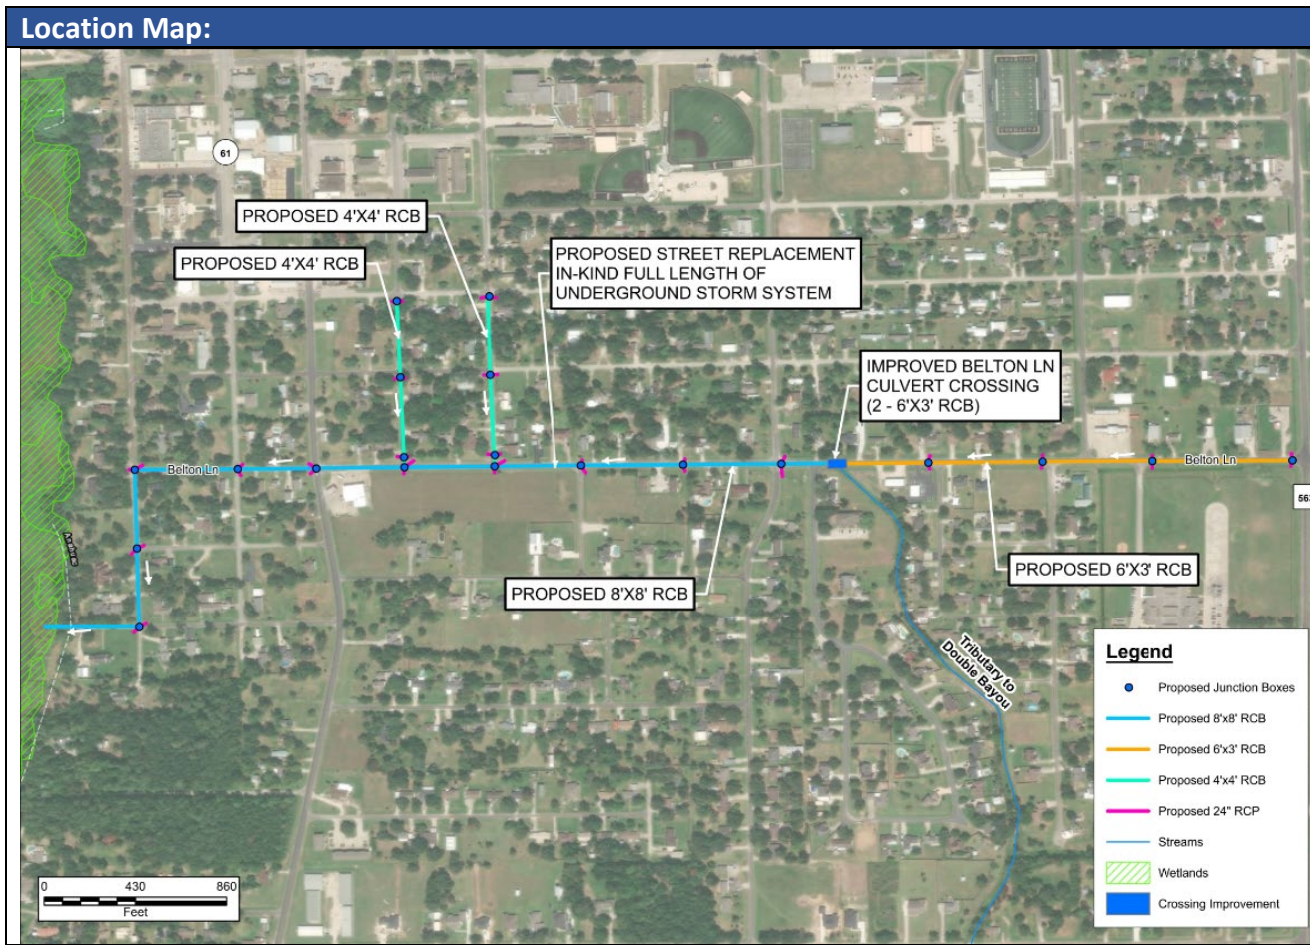 Location Map:
61
PROPOSED 4'X4' RCB
PROPOSED 4'X4' RCB
PROPOSED STREET REPLACEMENT
IN-KIND FULL LENGTH OF
UNDERGROUND STORM SYSTEM
IMPROVED BELTON LN
CULVERT CROSSING
(2 - 6'X3' RCB)
Belton Ln
Belton Ln
563
Anahuac
PROPOSED 8'X8' RCB
PROPOSED 6'X3' RCB
Tributary to
Double Bayou
Legend
Proposed Junction Boxes
Proposed 8'x8' RCB
Proposed 6'x3' RCB
Proposed 4'x4' RCB
Proposed 24" RCP
Streams
Wetlands
Crossing Improvement
0 430 860
Feet